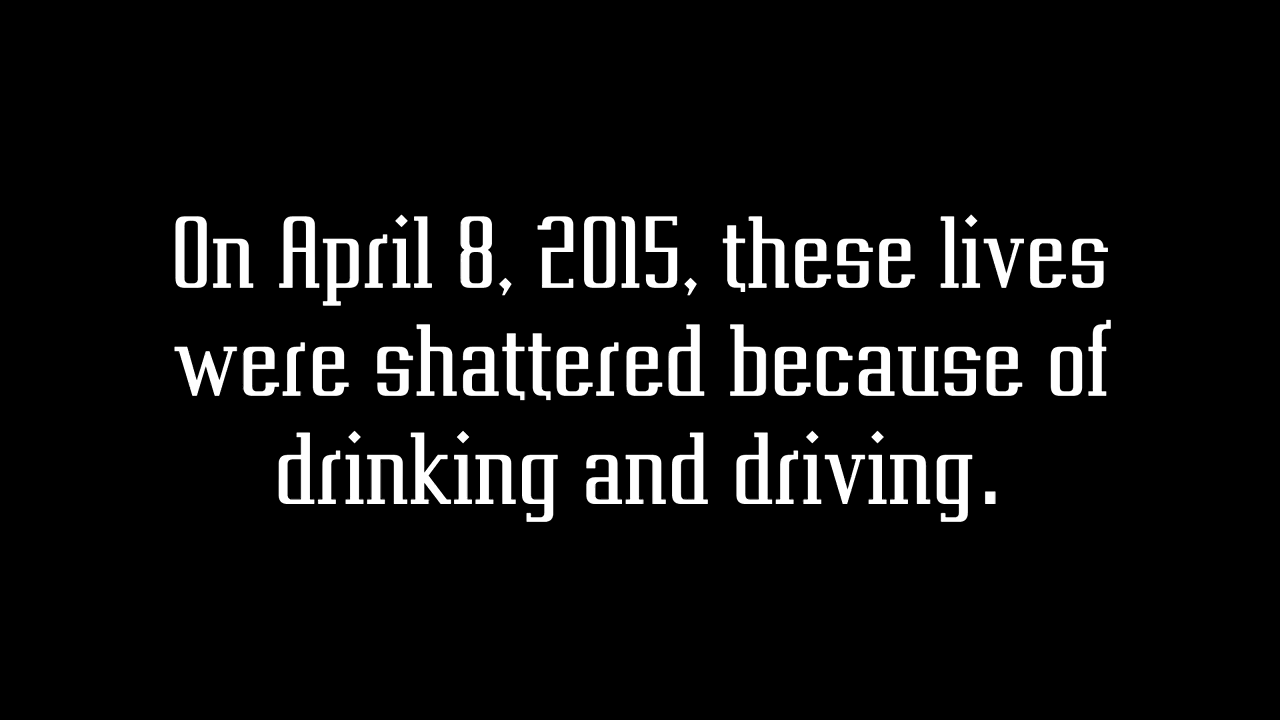 On April 8, 2015, these lives
were shattered because of
drinking and driving.